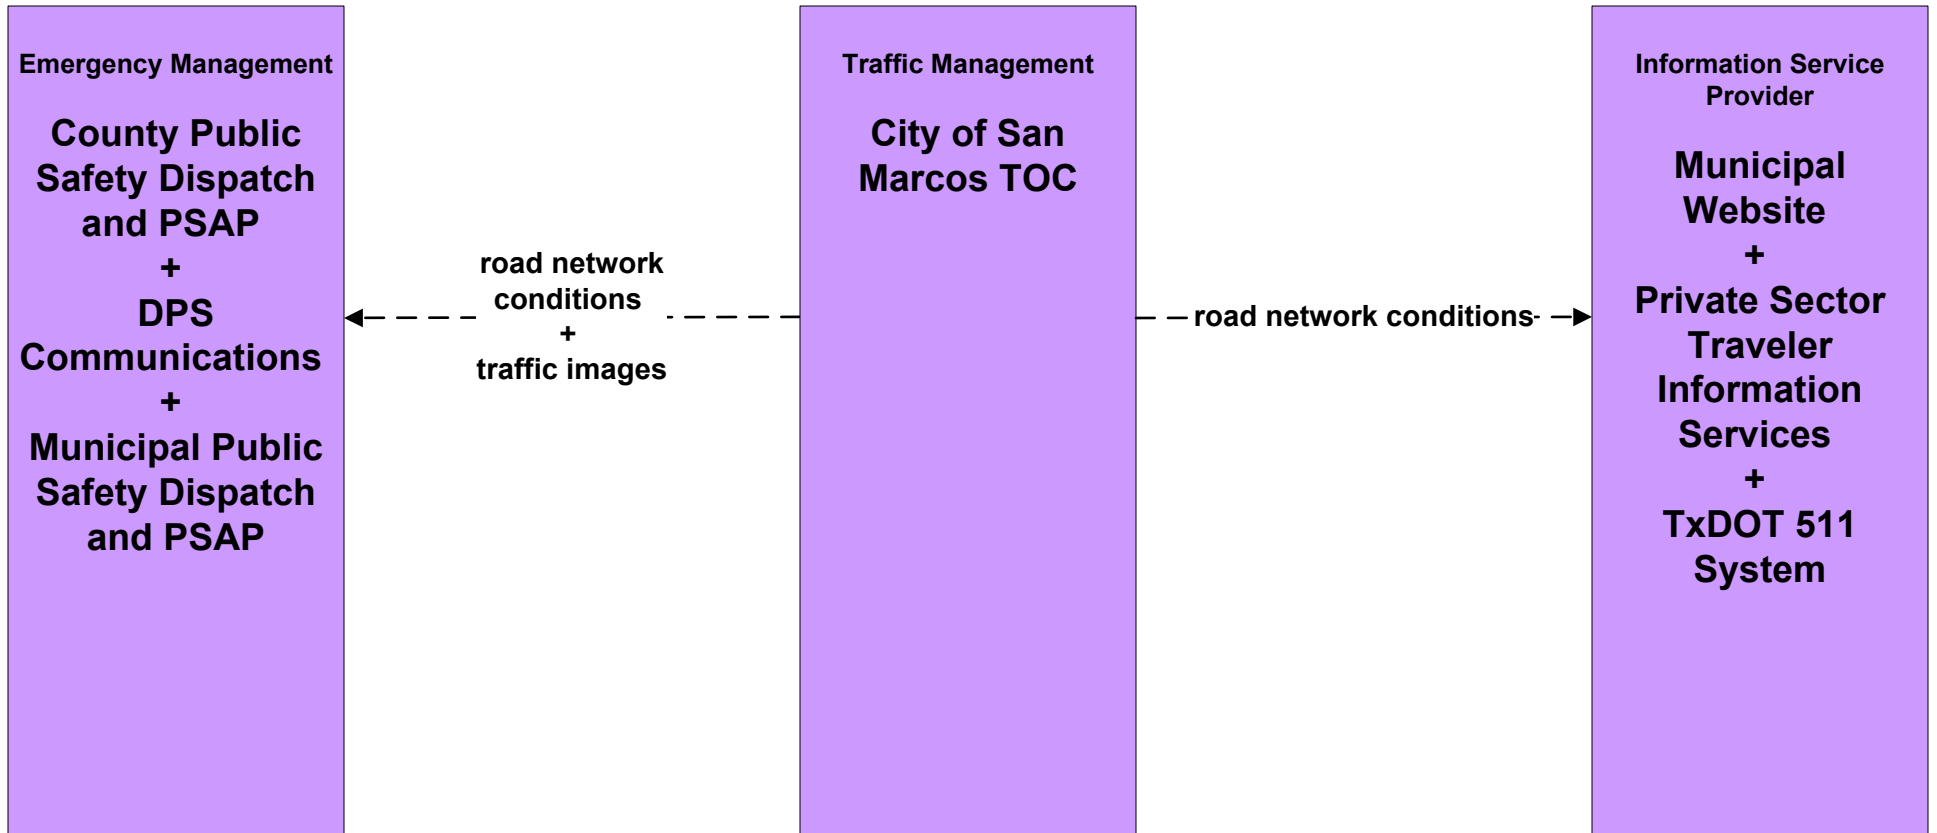 Emergency Management
County Public
Safety Dispatch
and PSAP
+
DPS
Communications
+
Municipal Public
Safety Dispatch
and PSAP
road network
conditions
+
traffic images
Traffic Management
City of San
Marcos TOC
road network conditions
Information Service
Provider
Municipal
Website
+
Private Sector
Traveler
Information
Services
+
TxDOT 511
System